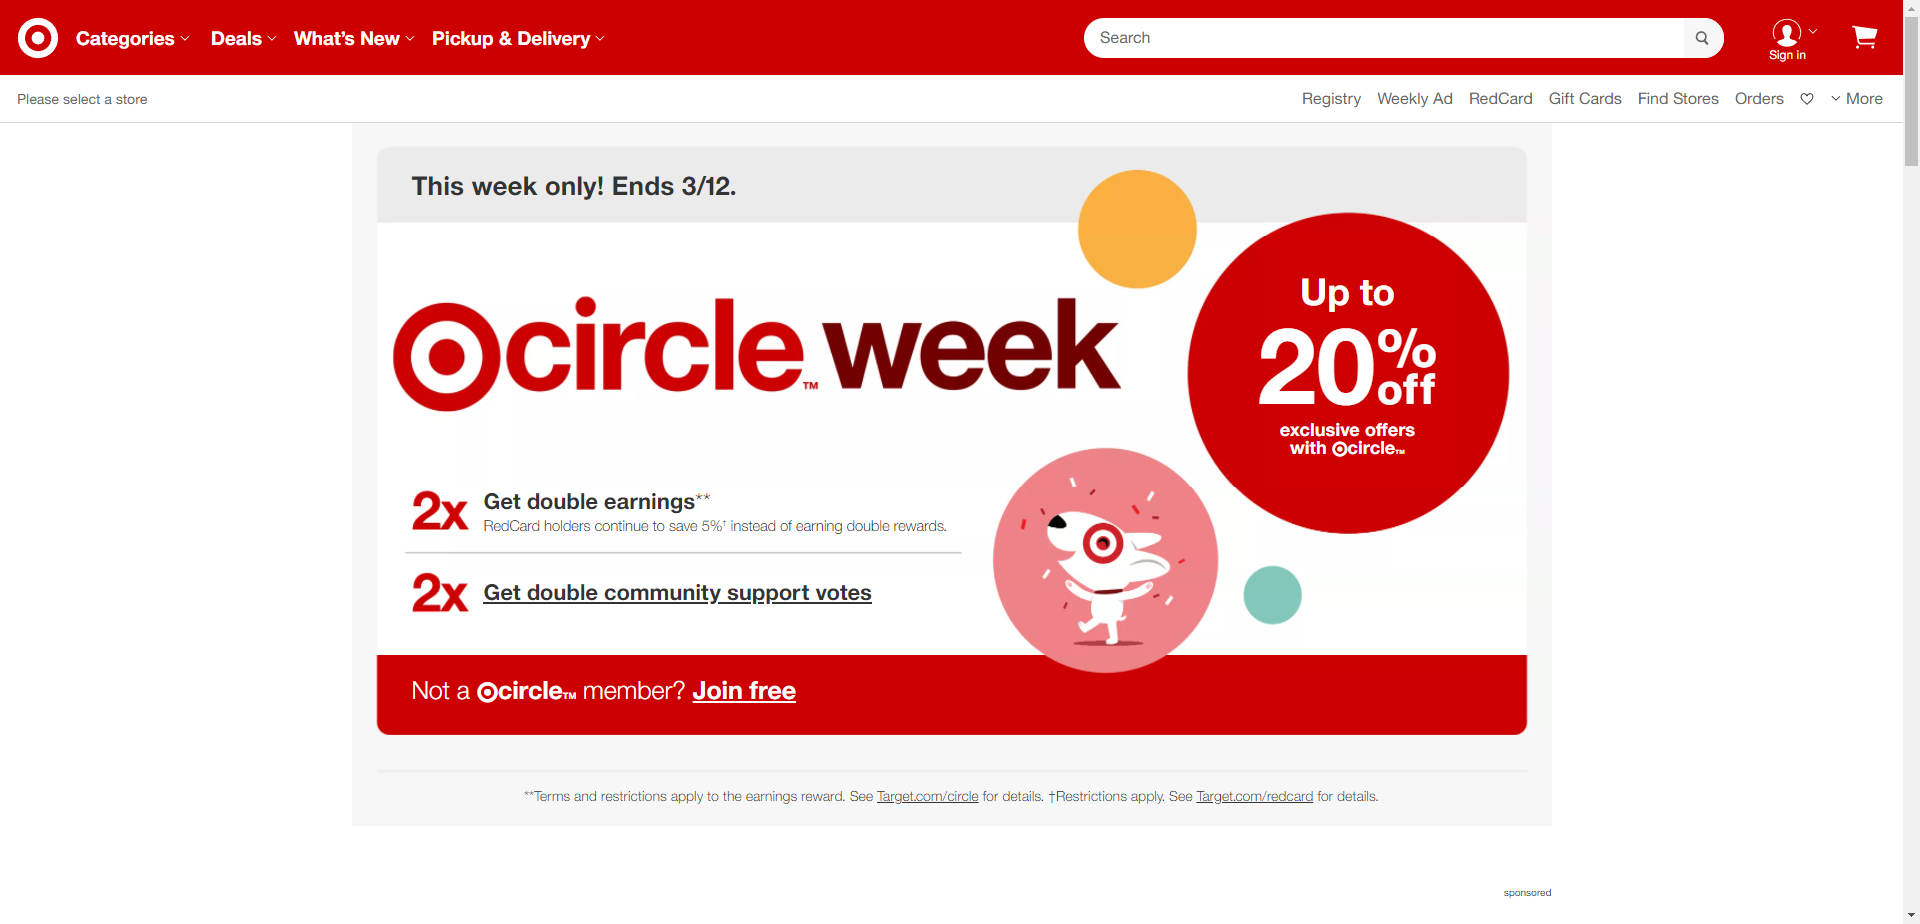 Categories Deals What's New Pickup & Delivery Search Sign in
Please select a store Registry Weekly Ad RedCard Gift Cards Find Stores Orders More
This week only! Ends 3/12.
circle™ week
Up to
20% off
exclusive offers
with circle™
2x Get double earnings**
RedCard holders continue to save 5%† instead of earning double rewards.
2x Get double community support votes
Not a circle™ member? Join free
**Terms and restrictions apply to the earnings reward. See Target.com/circle for details. †Restrictions apply. See Target.com/redcard for details.
sponsored